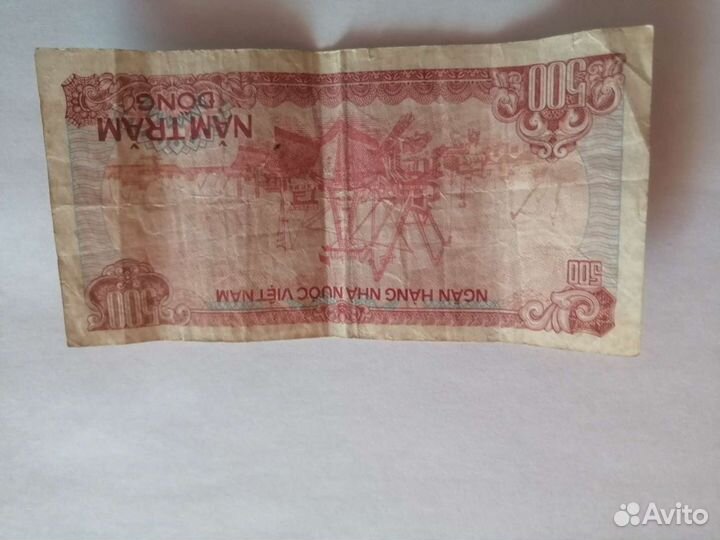 NGÂN HÀNG NHÀ NƯỚC VIỆT NAM
500
500
NĂM TRĂM
ĐỒNG
500
Avito